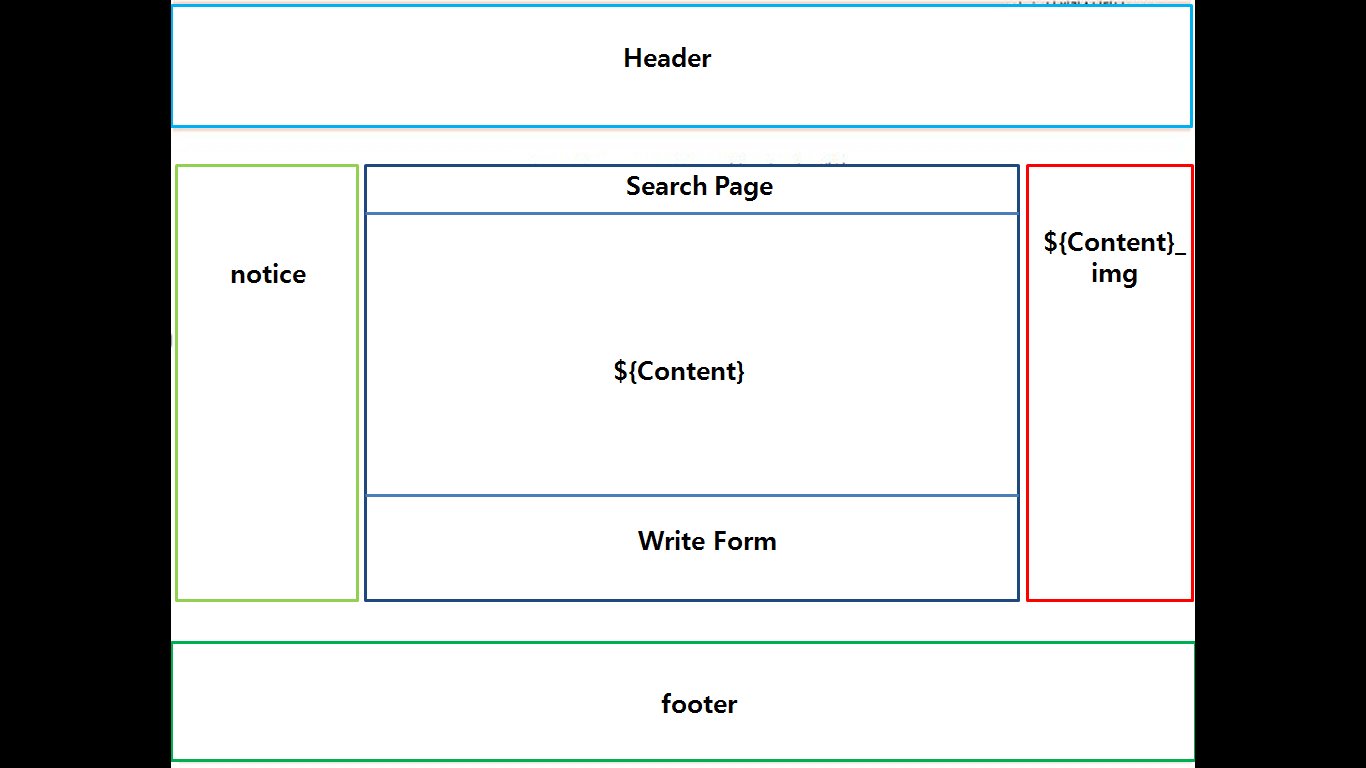 Header
notice
Search Page
${Content}
Write Form
${Content}_
img
footer